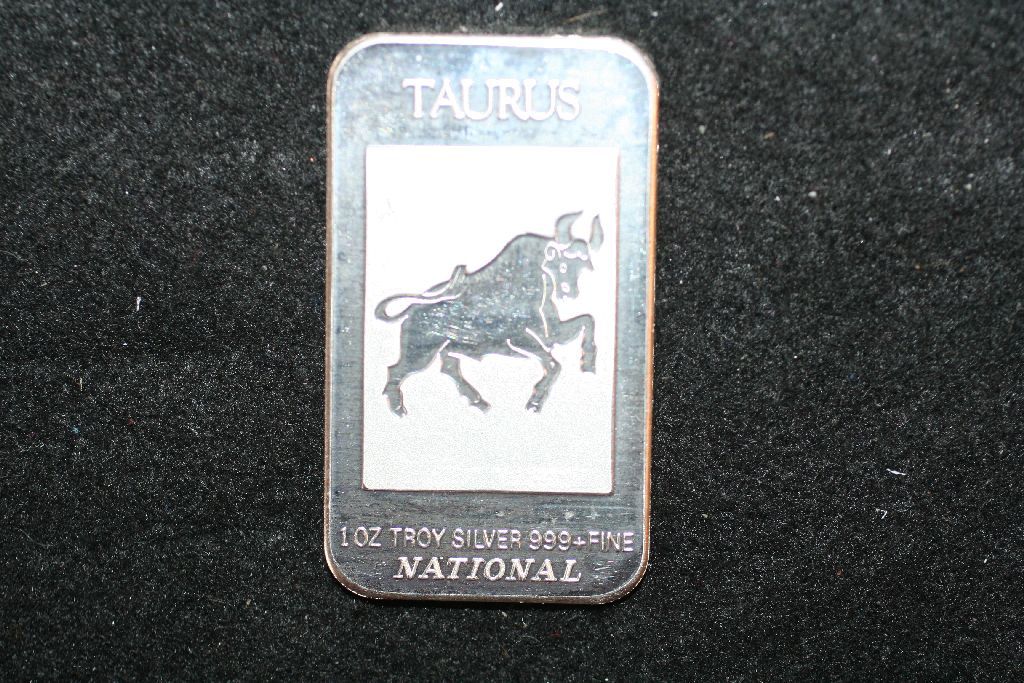 TAURUS
1 OZ TROY SILVER 999+FINE
NATIONAL